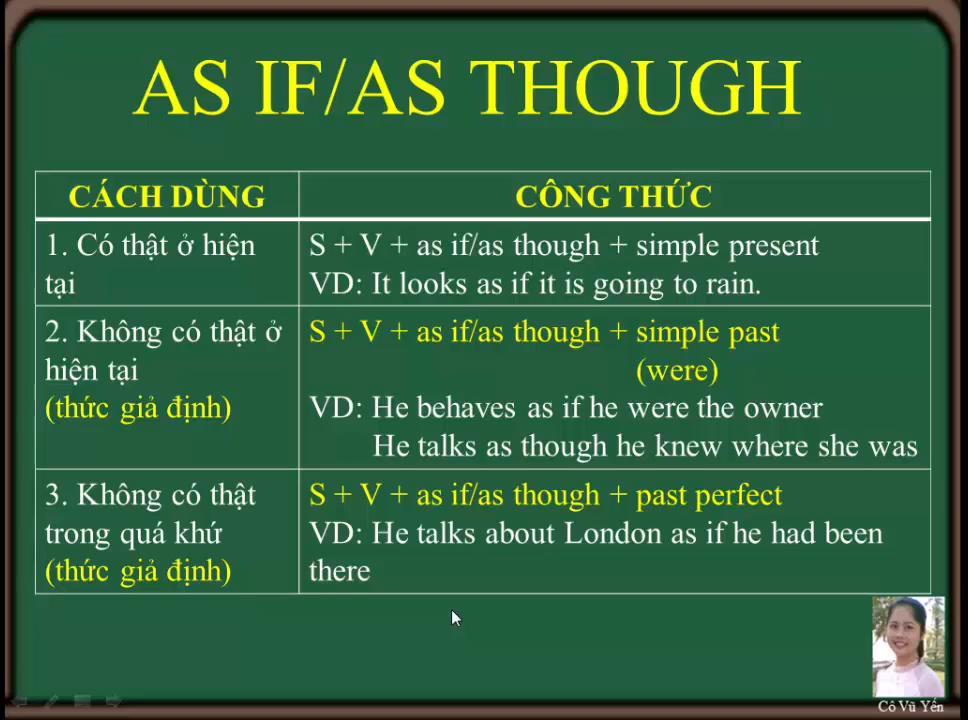 AS IF/AS THOUGH
CÁCH DÙNG
CÔNG THỨC
1. Có thật ở hiện
tại
S + V + as if/as though + simple present
VD: It looks as if it is going to rain.
2. Không có thật ở
hiện tại
(thức giả định)
S + V + as if/as though + simple past
(were)
VD: He behaves as if he were the owner
He talks as though he knew where she was
3. Không có thật
trong quá khứ
(thức giả định)
S + V + as if/as though + past perfect
VD: He talks about London as if he had been
there
Cô Vũ Yến